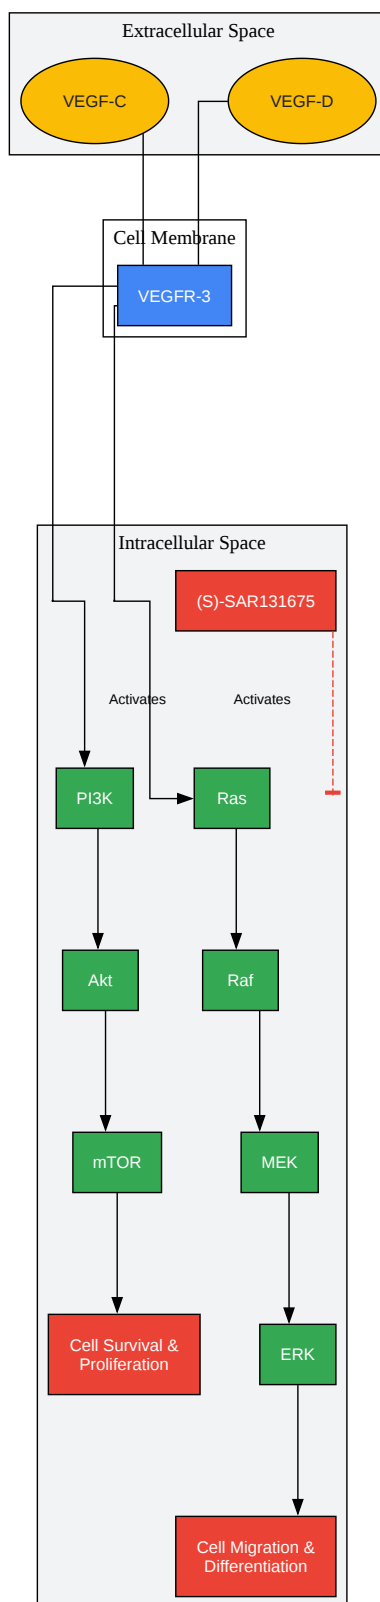 Extracellular Space
VEGF-C
VEGF-D
Cell Membrane
VEGFR-3
Intracellular Space
(S)-SAR131675
Activates
Activates
PI3K
Ras
Akt
Raf
mTOR
MEK
Cell Survival &
Proliferation
ERK
Cell Migration &
Differentiation